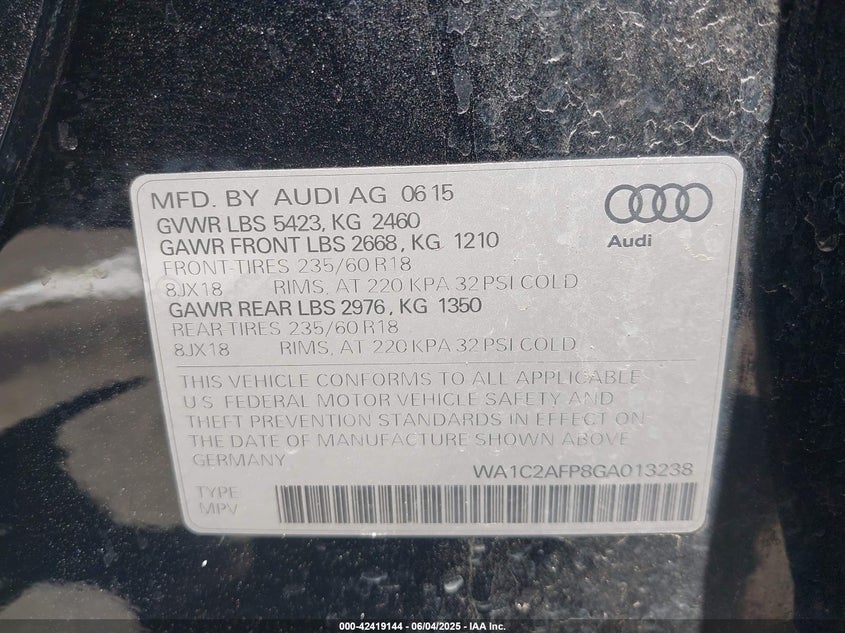 MFD. BY AUDI AG 06 15
GVWR LBS 5423, KG 2460
GAWR FRONT LBS 2668, KG 1210
FRONT-TIRES 235/60 R18
8JX18 RIMS, AT 220 KPA 32 PSI COLD
GAWR REAR LBS 2976, KG 1350
REAR-TIRES 235/60 R18
8JX18 RIMS, AT 220 KPA 32 PSI COLD
Audi
THIS VEHICLE CONFORMS TO ALL APPLICABLE
U.S. FEDERAL MOTOR VEHICLE SAFETY AND
THEFT PREVENTION STANDARDS IN EFFECT ON
THE DATE OF MANUFACTURE SHOWN ABOVE
GERMANY
WA1C2AFP8GA013238
TYPE
MPV
000-42419144 - 06/04/2025 - IAA Inc.